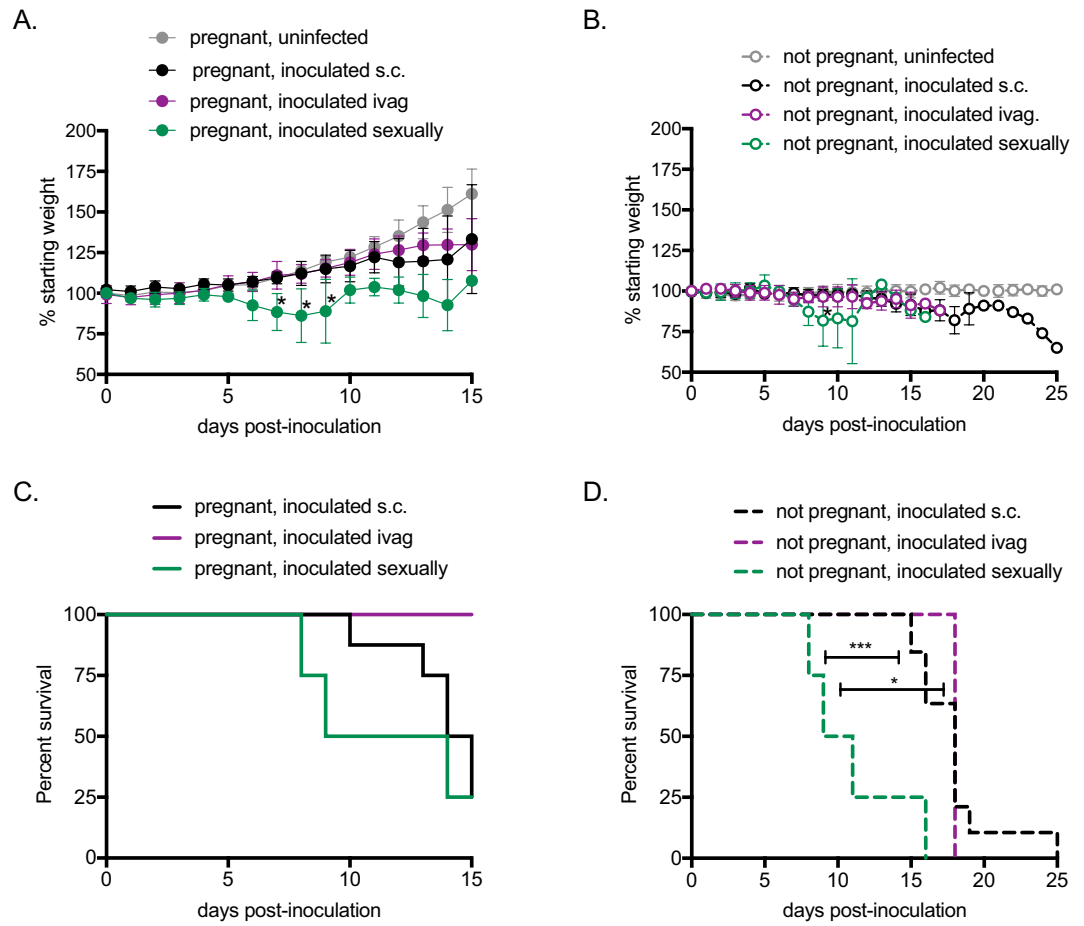 A.
pregnant, uninfected
pregnant, inoculated s.c.
pregnant, inoculated ivag
pregnant, inoculated sexually
200
175
150
125
100
75
50
% starting weight
*
*
*
0
5
10
15
days post-inoculation
B.
not pregnant, uninfected
not pregnant, inoculated s.c.
not pregnant, inoculated ivag.
not pregnant, inoculated sexually
200
175
150
125
100
75
50
% starting weight
*
0
5
10
15
20
25
days post-inoculation
C.
pregnant, inoculated s.c.
pregnant, inoculated ivag
pregnant, inoculated sexually
100
75
50
25
0
Percent survival
0
5
10
15
days post-inoculation
D.
not pregnant, inoculated s.c.
not pregnant, inoculated ivag
not pregnant, inoculated sexually
100
75
50
25
0
Percent survival
***
*
0
5
10
15
20
25
days post-inoculation